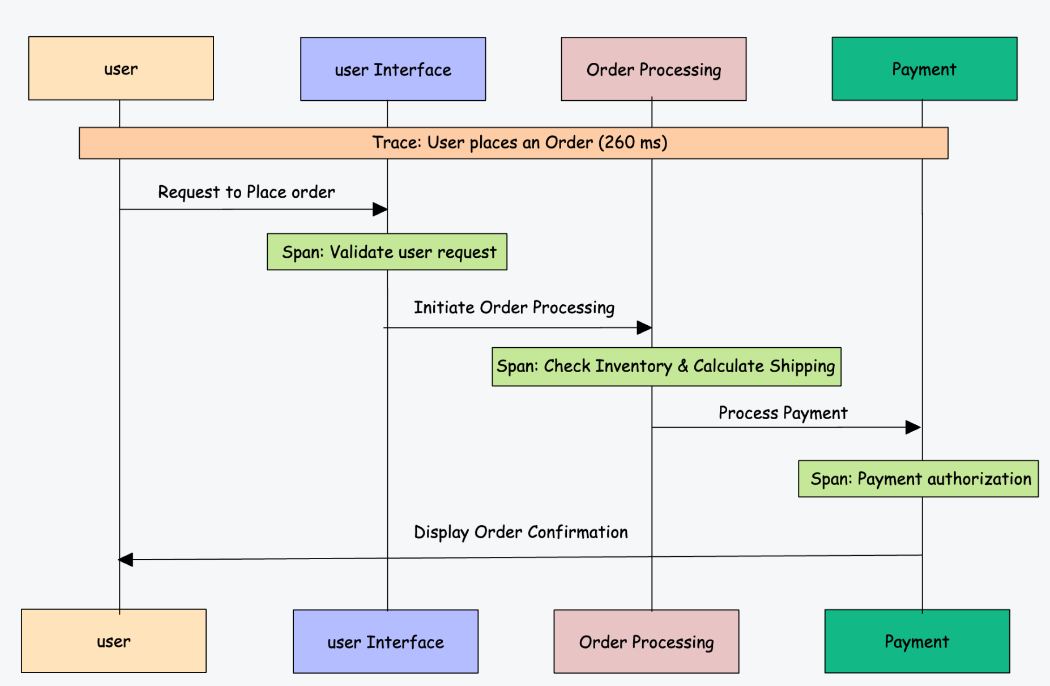 user
user Interface
Order Processing
Payment
Trace: User places an Order (260 ms)
Request to Place order
Span: Validate user request
Initiate Order Processing
Span: Check Inventory & Calculate Shipping
Process Payment
Span: Payment authorization
Display Order Confirmation
user
user Interface
Order Processing
Payment